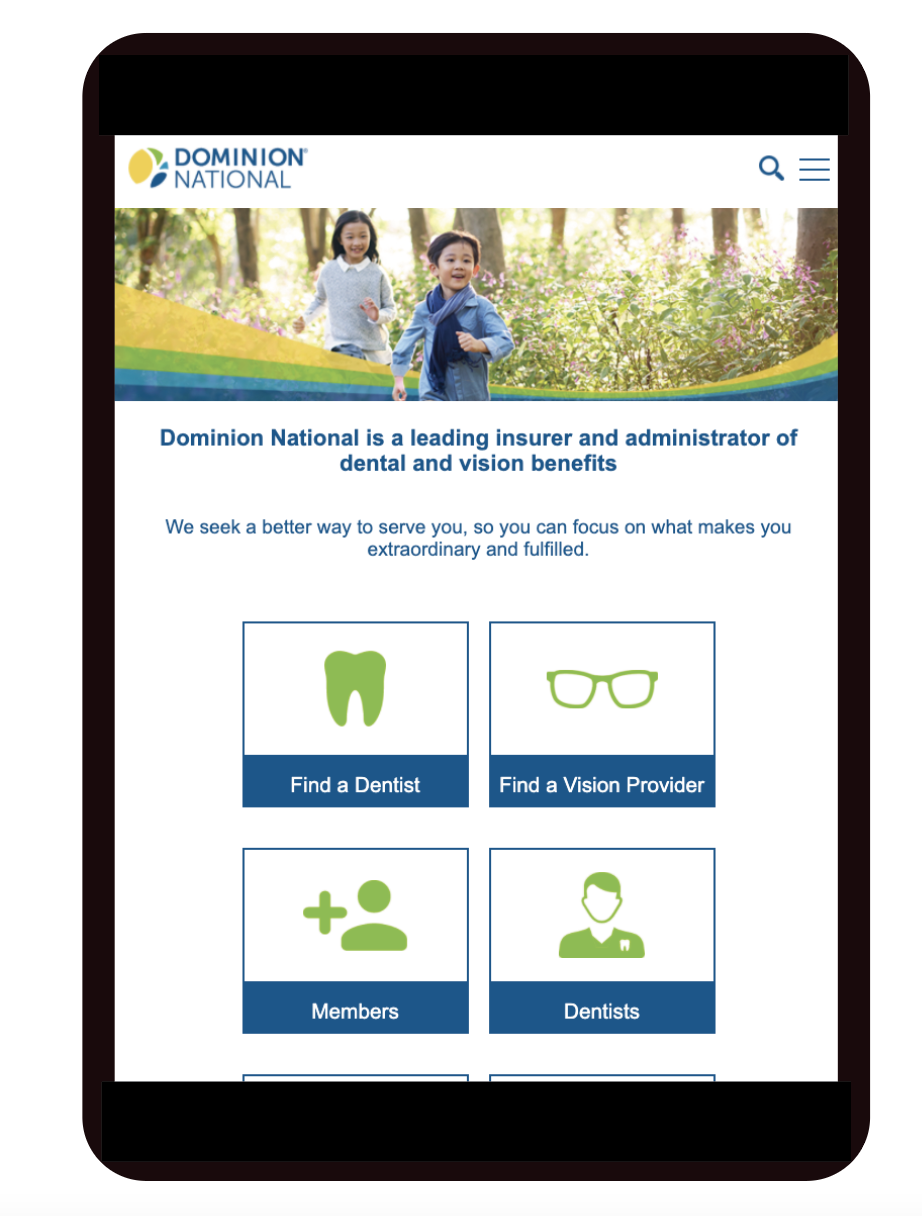 DOMINION®
NATIONAL
Dominion National is a leading insurer and administrator of
dental and vision benefits
We seek a better way to serve you, so you can focus on what makes you
extraordinary and fulfilled.
Find a Dentist
Find a Vision Provider
Members
Dentists